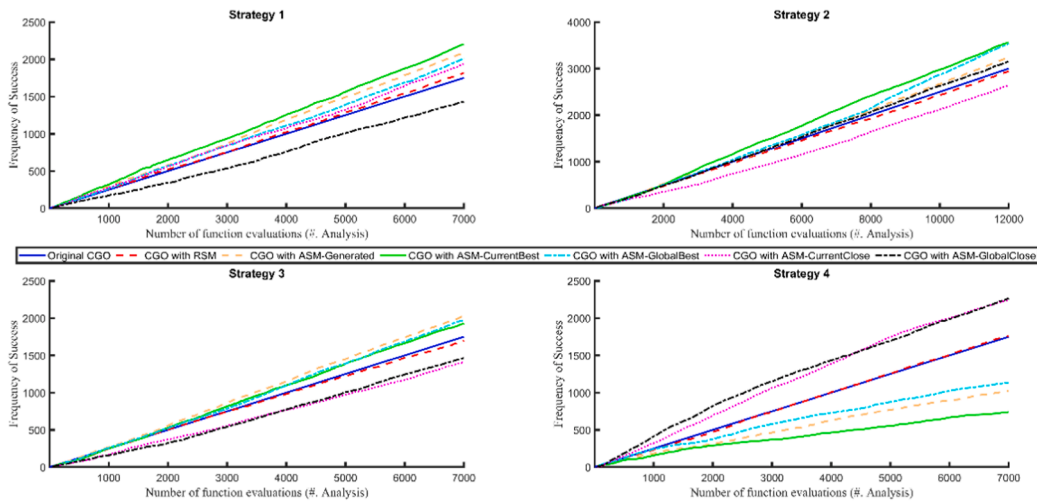 Strategy 1
Frequency of Success
2500
2000
1500
1000
500
0
1000 2000 3000 4000 5000 6000 7000
Number of function evaluations (#. Analysis)
Strategy 2
Frequency of Success
4000
3000
2000
1000
0
2000 4000 6000 8000 10000 12000
Number of function evaluations (#. Analysis)
Original CGO CGO with RSM CGO with ASM-Generated CGO with ASM-CurrentBest CGO with ASM-GlobalBest CGO with ASM-CurrentClose CGO with ASM-GlobalClose
Strategy 3
Frequency of Success
2500
2000
1500
1000
500
0
1000 2000 3000 4000 5000 6000 7000
Number of function evaluations (#. Analysis)
Strategy 4
Frequency of Success
2500
2000
1500
1000
500
0
1000 2000 3000 4000 5000 6000 7000
Number of function evaluations (#. Analysis)